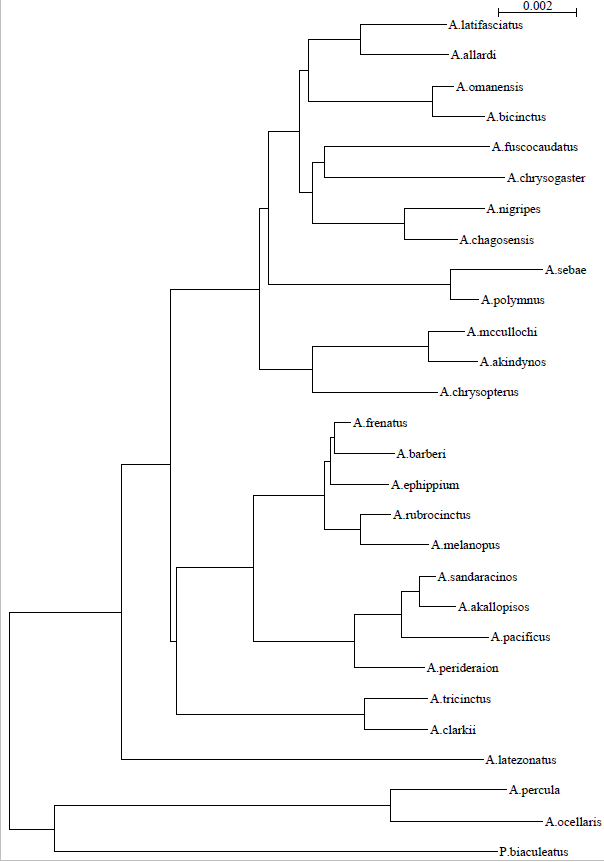 0.002
A.latifasciatus
A.allardi
A.omanensis
A.bicinctus
A.fuscocaudatus
A.chrysogaster
A.nigripes
A.chagosensis
A.sebae
A.polymnus
A.mccullochi
A.akindynos
A.chrysopterus
A.frenatus
A.barberi
A.ephippium
A.rubrocinctus
A.melanopus
A.sandaracinos
A.akallopisos
A.pacificus
A.perideraion
A.tricinctus
A.clarkii
A.latezonatus
A.percula
A.ocellaris
P.biaculeatus